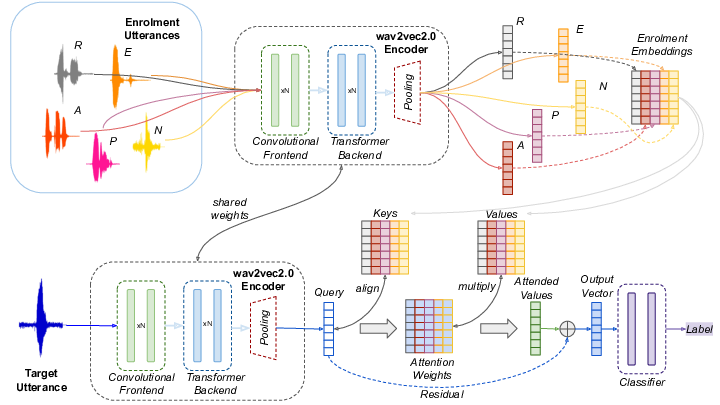 Enrolment
Utterances
R
E
A
P
N
wav2vec2.0
Encoder
xN
xN
Pooling
Convolutional
Frontend
Transformer
Backend
R
E
N
P
A
Enrolment
Embeddings
shared
weights
Keys
Values
wav2vec2.0
Encoder
xN
xN
Pooling
Convolutional
Frontend
Transformer
Backend
Target
Utterance
Query
align
multiply
Attention
Weights
Attended
Values
Output
Vector
Residual
Classifier
Label